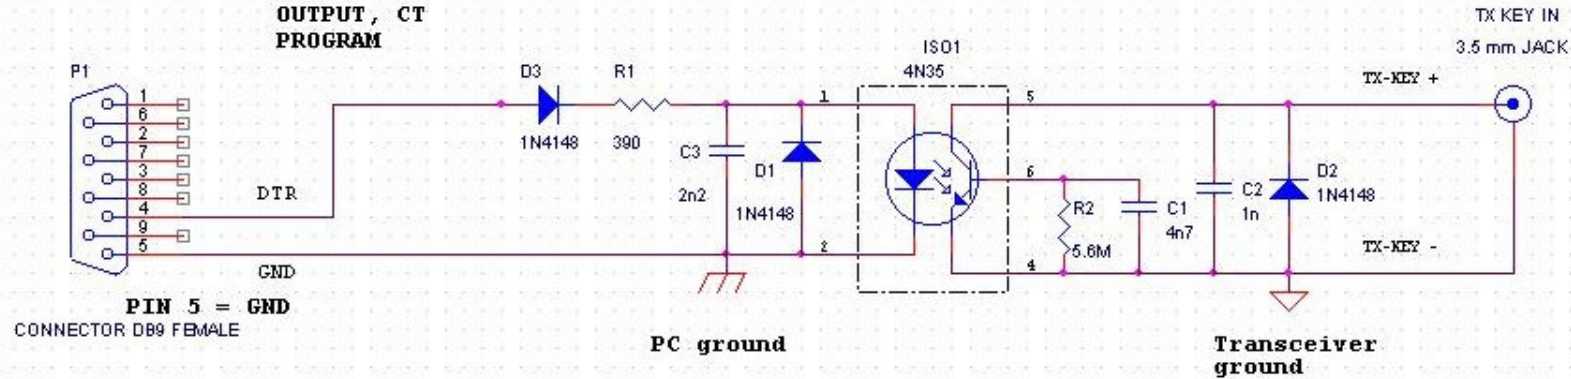 OUTPUT, CT
PROGRAM
TX KEY IN
3.5 mm JACK
P1
D3
1N4148
R1
390
C3
2n2
D1
1N4148
ISO1
4N35
1
2
5
6
4
R2
5.6M
C1
4n7
C2
1n
D2
1N4148
TX-KEY +
TX-KEY -
1
6
2
7
3
8
4
9
5
DTR
GND
PIN 5 = GND
CONNECTOR DB9 FEMALE
PC ground
Transceiver
ground